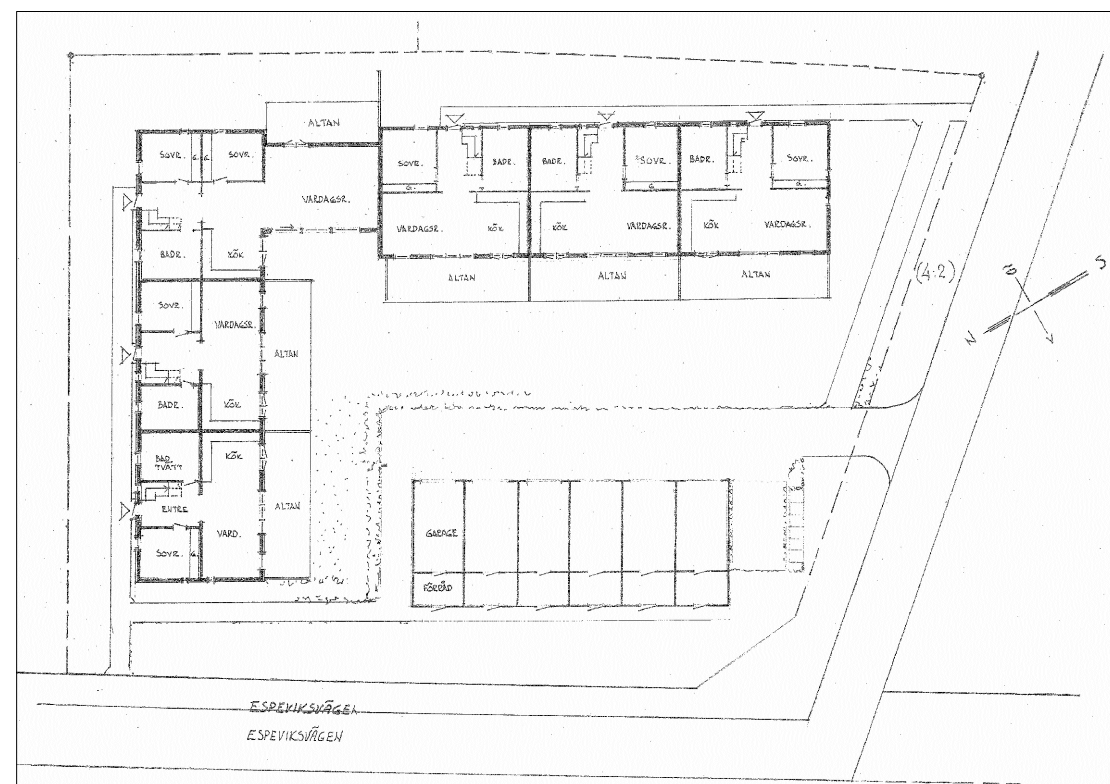 ALTAN
SOVR.
G.
G.
SOVR.
SOVR.
BADR.
BADR.
SOVR.
BADR.
SOVR.
G.
G.
G.
VARDAGSR.
VARDAGSR.
KÖK
KÖK
VARDAGSR.
KÖK
VARDAGSR.
BADR.
KÖK
ALTAN
ALTAN
ALTAN
(4:2)
S
Ö
N
V
SOVR.
VARDAGSR.
ALTAN
BADR.
KÖK
BAD
TVÄTT
KÖK
ENTRE
ALTAN
VARD.
SOVR.
G.
GARAGE
FÖRRÅD
ESPEVIKSVÄGEN
ESPEVIKSVÄGEN